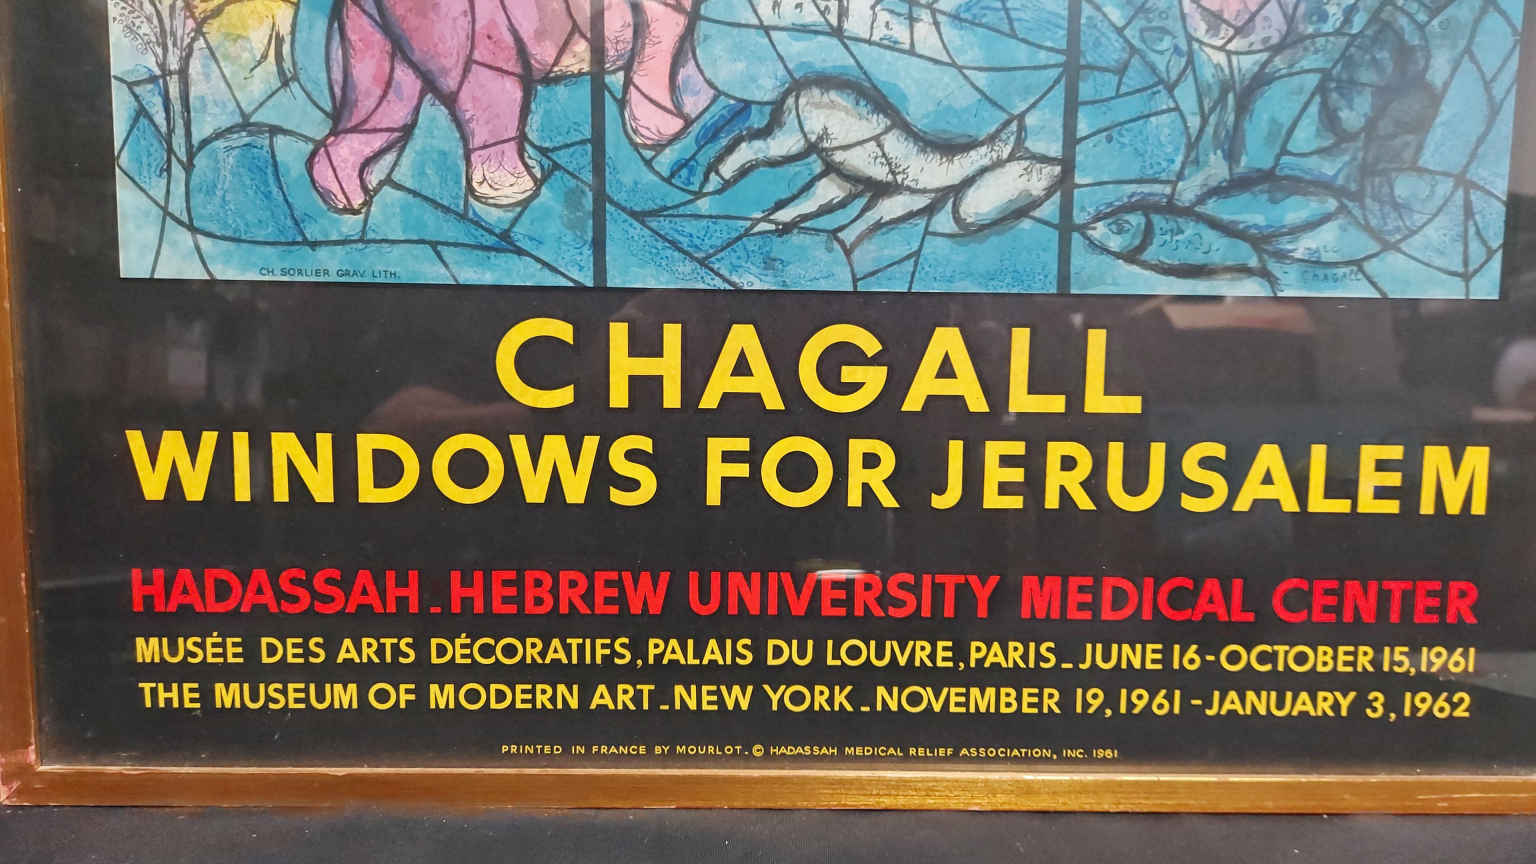 CH. SORLIER GRAV. LITH.
CHAGALL
CHAGALL
WINDOWS FOR JERUSALEM
HADASSAH - HEBREW UNIVERSITY MEDICAL CENTER
MUSÉE DES ARTS DÉCORATIFS, PALAIS DU LOUVRE, PARIS - JUNE 16 - OCTOBER 15, 1961
THE MUSEUM OF MODERN ART - NEW YORK - NOVEMBER 19, 1961 - JANUARY 3, 1962
PRINTED IN FRANCE BY MOURLOT. © HADASSAH MEDICAL RELIEF ASSOCIATION, INC. 1961